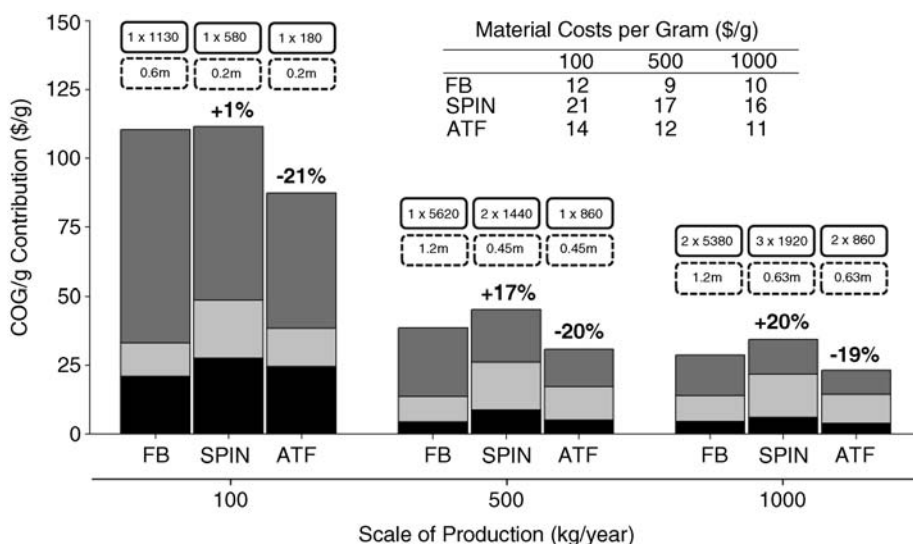 150
125
100
75
50
25
0
COG/g Contribution ($/g)
1 x 1130 1 x 580 1 x 180
0.6m 0.2m 0.2m
+1%
-21%
Material Costs per Gram ($/g)
100 500 1000
FB 12 9 10
SPIN 21 17 16
ATF 14 12 11
1 x 5620 2 x 1440 1 x 860
1.2m 0.45m 0.45m
+17%
-20%
2 x 5380 3 x 1920 2 x 860
1.2m 0.63m 0.63m
+20%
-19%
FB SPIN ATF FB SPIN ATF FB SPIN ATF
100 500 1000
Scale of Production (kg/year)